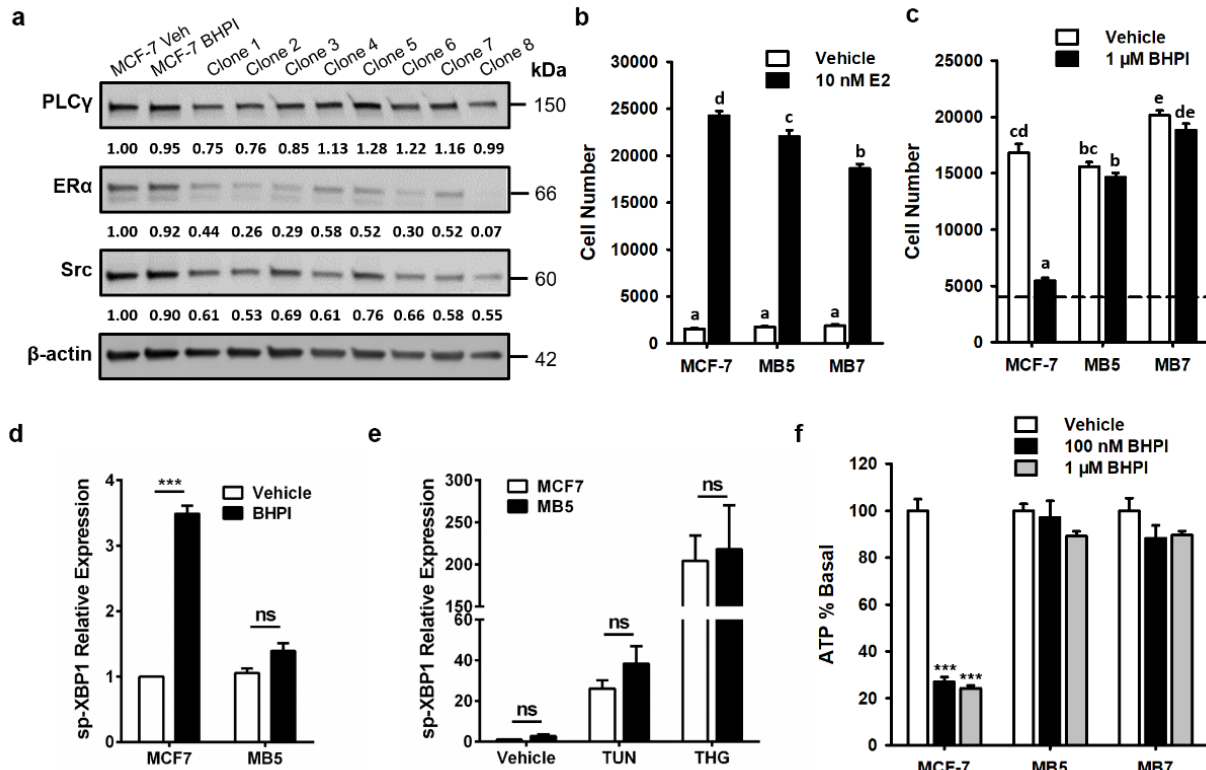 a
MCF-7 Veh
MCF-7 BHPI
Clone 1
Clone 2
Clone 3
Clone 4
Clone 5
Clone 6
Clone 7
Clone 8
kDa
PLCγ
150
1.00 0.95 0.75 0.76 0.85 1.13 1.28 1.22 1.16 0.99
ERα
66
1.00 0.92 0.44 0.26 0.29 0.58 0.52 0.30 0.52 0.07
Src
60
1.00 0.90 0.61 0.53 0.69 0.61 0.76 0.66 0.58 0.55
β-actin
42
b
Vehicle
10 nM E2
Cell Number
30000
25000
20000
15000
10000
5000
0
a d a c a b
MCF-7 MB5 MB7
c
Vehicle
1 µM BHPI
Cell Number
25000
20000
15000
10000
5000
0
cd a bc b e de
MCF-7 MB5 MB7
d
Vehicle
BHPI
sp-XBP1 Relative Expression
4
3
2
1
0
***
ns
MCF7 MB5
e
MCF7
MB5
sp-XBP1 Relative Expression
300
250
200
150
60
40
20
0
ns
ns
ns
Vehicle TUN THG
f
Vehicle
100 nM BHPI
1 µM BHPI
ATP % Basal
120
100
80
60
40
20
0
*** ***
MCF-7 MB5 MB7